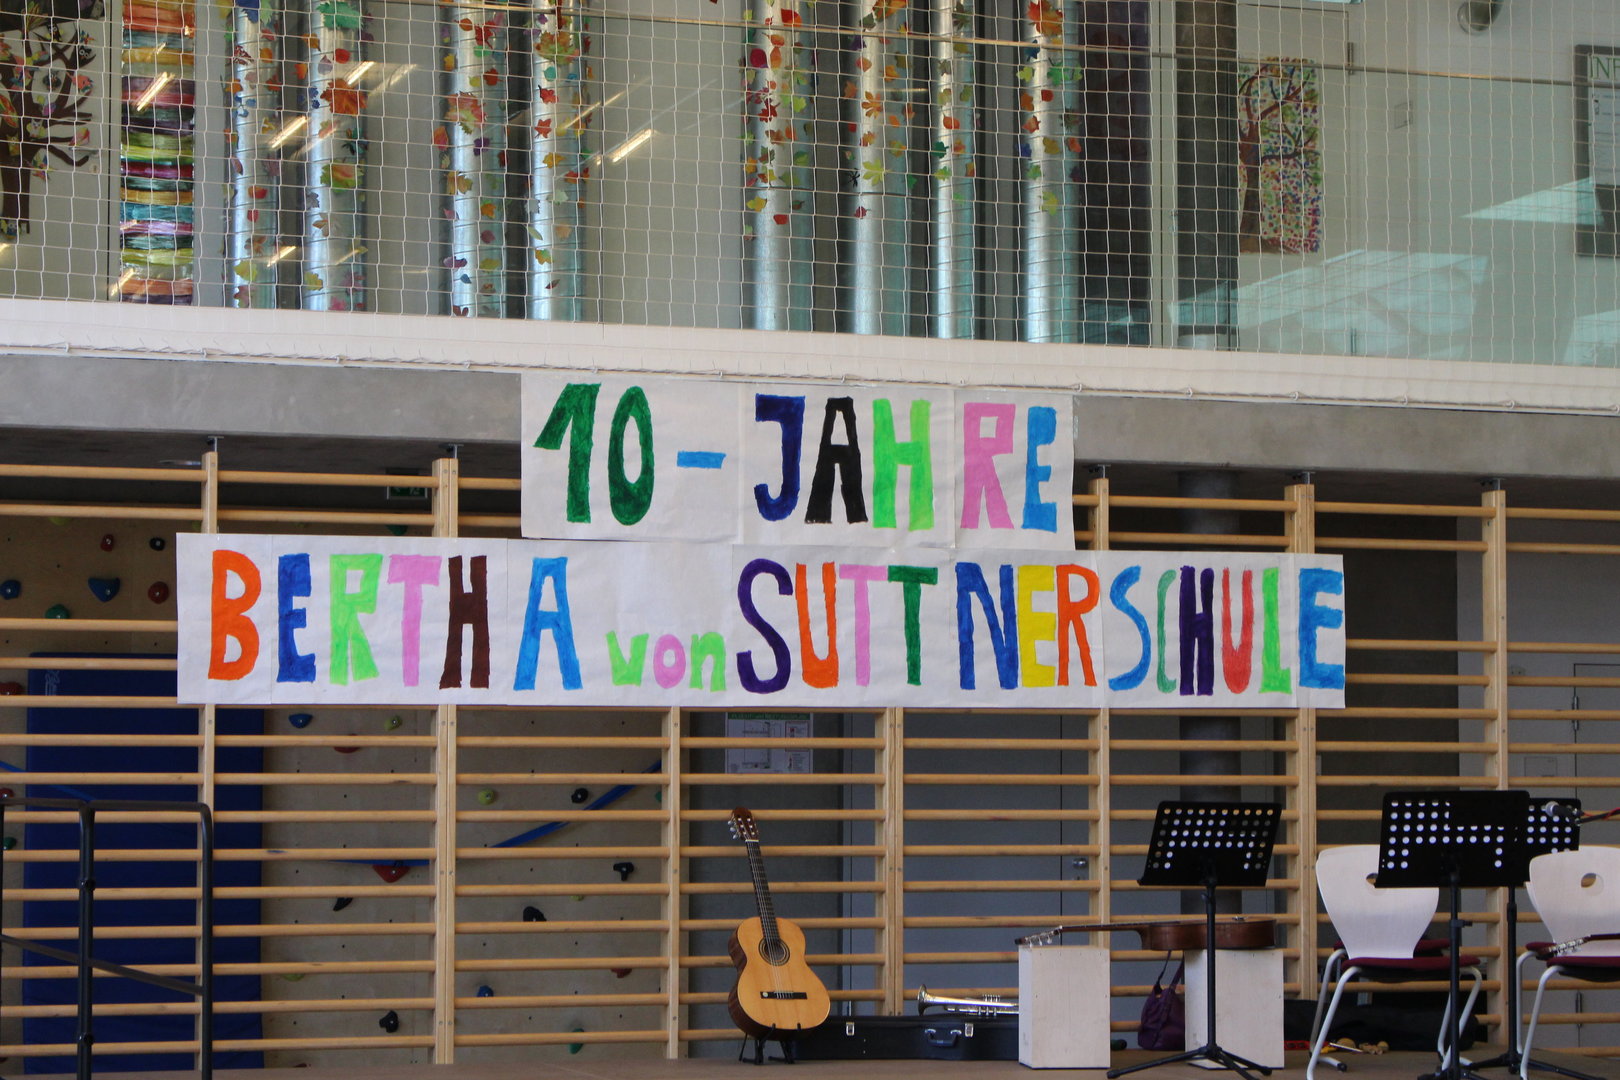 10-JAHRE
BERTHA von SUTTNERSCHULE